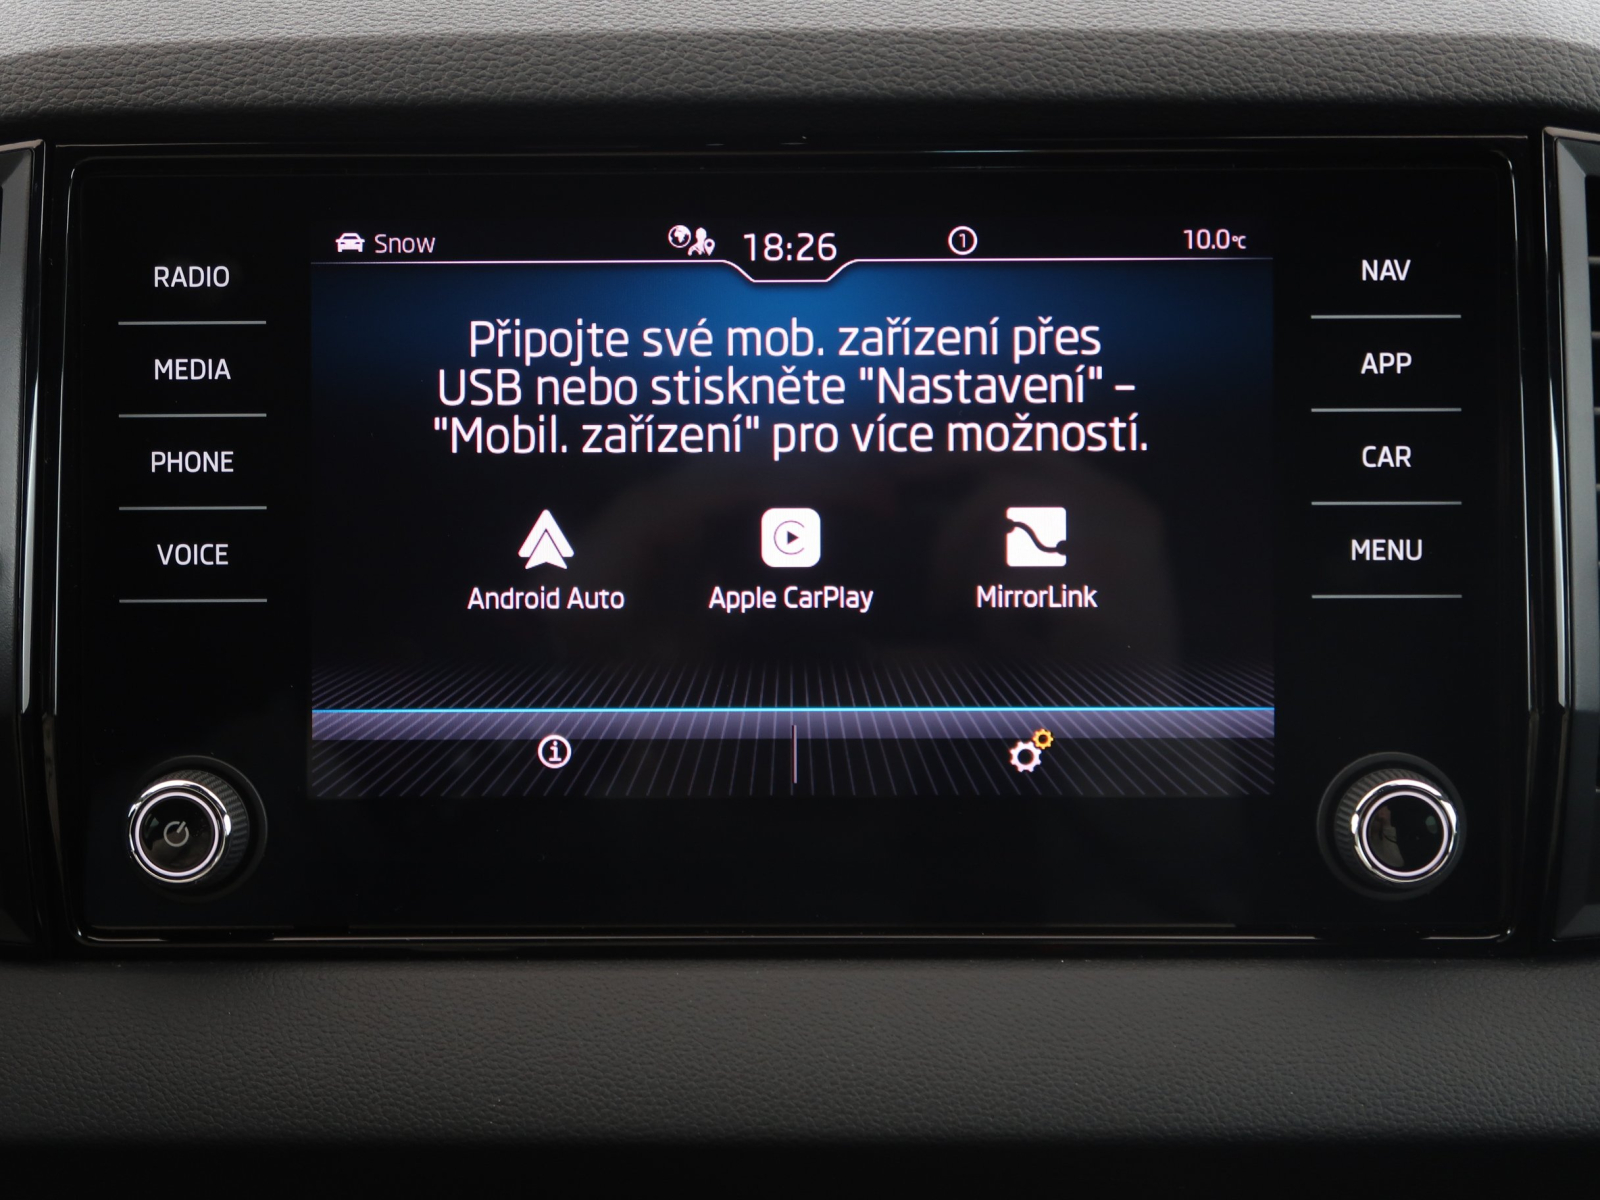 Snow
18:26
1
10.0°C
RADIO
MEDIA
PHONE
VOICE
Připojte své mob. zařízení přes
USB nebo stiskněte "Nastavení" –
"Mobil. zařízení" pro více možností.
Android Auto
Apple CarPlay
MirrorLink
NAV
APP
CAR
MENU